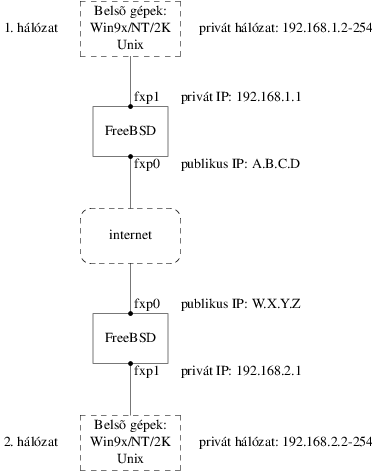 Belsõ gépek:
1. hálózat Win9x/NT/2K privát hálózat: 192.168.1.2-254
Unix
fxp1 privát IP: 192.168.1.1
FreeBSD
fxp0 publikus IP: A.B.C.D
internet
fxp0 publikus IP: W.X.Y.Z
FreeBSD
fxp1 privát IP: 192.168.2.1
Belsõ gépek:
2. hálózat Win9x/NT/2K privát hálózat: 192.168.2.2-254
Unix